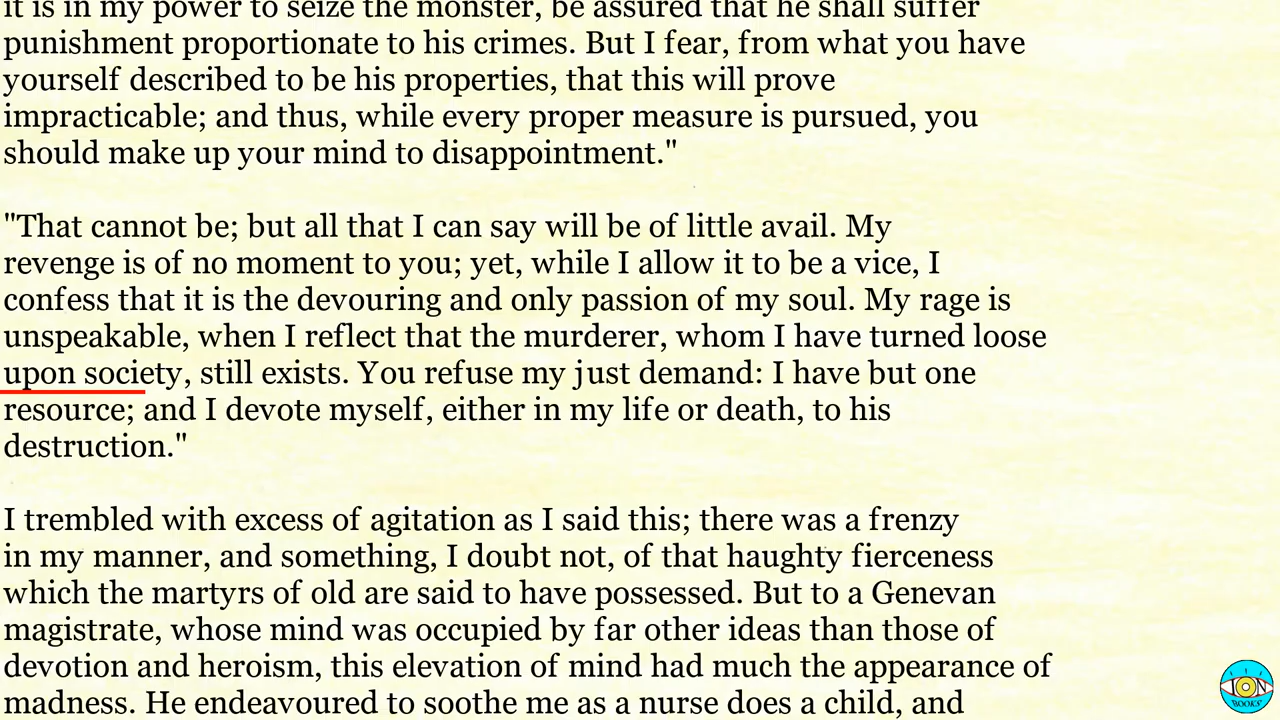 it is in my power to seize the monster, be assured that he shall suffer
punishment proportionate to his crimes. But I fear, from what you have
yourself described to be his properties, that this will prove
impracticable; and thus, while every proper measure is pursued, you
should make up your mind to disappointment."
"That cannot be; but all that I can say will be of little avail. My
revenge is of no moment to you; yet, while I allow it to be a vice, I
confess that it is the devouring and only passion of my soul. My rage is
unspeakable, when I reflect that the murderer, whom I have turned loose
upon society, still exists. You refuse my just demand: I have but one
resource; and I devote myself, either in my life or death, to his
destruction."
I trembled with excess of agitation as I said this; there was a frenzy
in my manner, and something, I doubt not, of that haughty fierceness
which the martyrs of old are said to have possessed. But to a Genevan
magistrate, whose mind was occupied by far other ideas than those of
devotion and heroism, this elevation of mind had much the appearance of
madness. He endeavoured to soothe me as a nurse does a child, and
ION
BOOKS